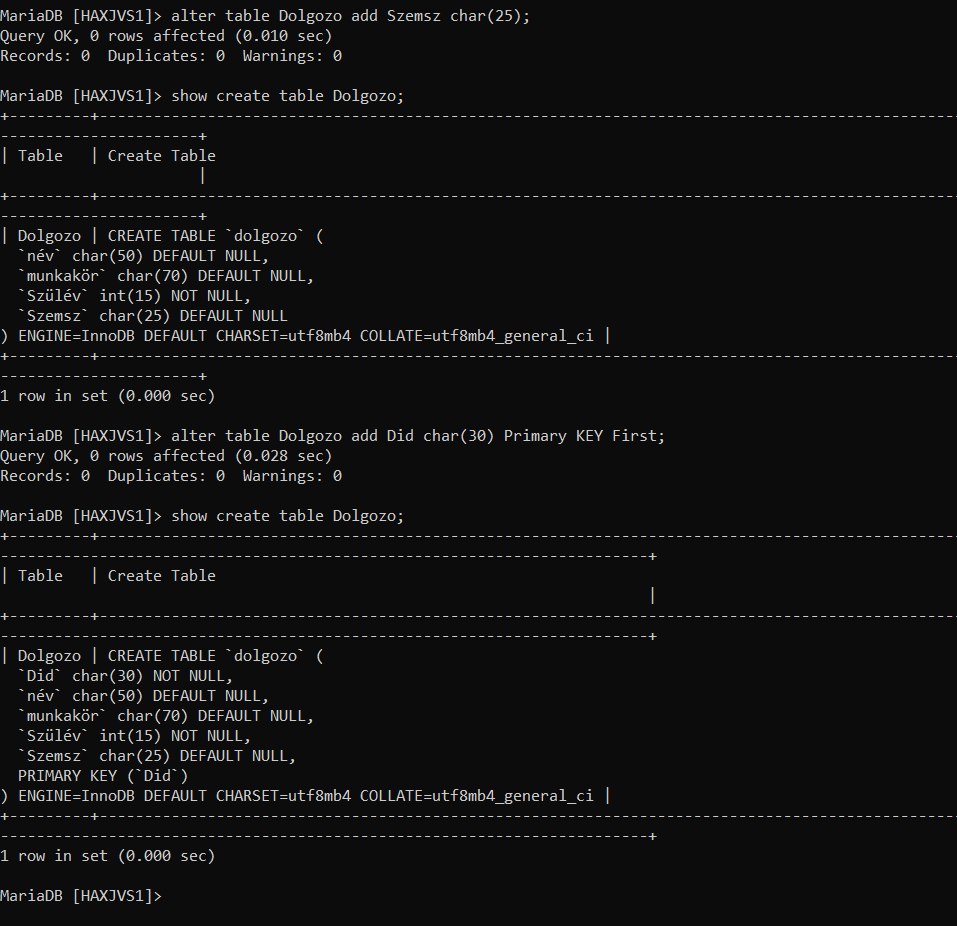 MariaDB [HAXJVS1]> alter table Dolgozo add Szemsz char(25);
Query OK, 0 rows affected (0.010 sec)
Records: 0  Duplicates: 0  Warnings: 0

MariaDB [HAXJVS1]> show create table Dolgozo;
+---------+------------------------------------------------------------------------------------------------
----------------------+
| Table   | Create Table
                      |
+---------+------------------------------------------------------------------------------------------------
----------------------+
| Dolgozo | CREATE TABLE `dolgozo` (
  `név` char(50) DEFAULT NULL,
  `munkakör` char(70) DEFAULT NULL,
  `Szülév` int(15) NOT NULL,
  `Szemsz` char(25) DEFAULT NULL
) ENGINE=InnoDB DEFAULT CHARSET=utf8mb4 COLLATE=utf8mb4_general_ci |
+---------+------------------------------------------------------------------------------------------------
----------------------+
1 row in set (0.000 sec)

MariaDB [HAXJVS1]> alter table Dolgozo add Did char(30) Primary KEY First;
Query OK, 0 rows affected (0.028 sec)
Records: 0  Duplicates: 0  Warnings: 0

MariaDB [HAXJVS1]> show create table Dolgozo;
+---------+------------------------------------------------------------------------------------------------
------------------------------------------------------------------------+
| Table   | Create Table
                                                                        |
+---------+------------------------------------------------------------------------------------------------
------------------------------------------------------------------------+
| Dolgozo | CREATE TABLE `dolgozo` (
  `Did` char(30) NOT NULL,
  `név` char(50) DEFAULT NULL,
  `munkakör` char(70) DEFAULT NULL,
  `Szülév` int(15) NOT NULL,
  `Szemsz` char(25) DEFAULT NULL,
  PRIMARY KEY (`Did`)
) ENGINE=InnoDB DEFAULT CHARSET=utf8mb4 COLLATE=utf8mb4_general_ci |
+---------+------------------------------------------------------------------------------------------------
------------------------------------------------------------------------+
1 row in set (0.000 sec)

MariaDB [HAXJVS1]>